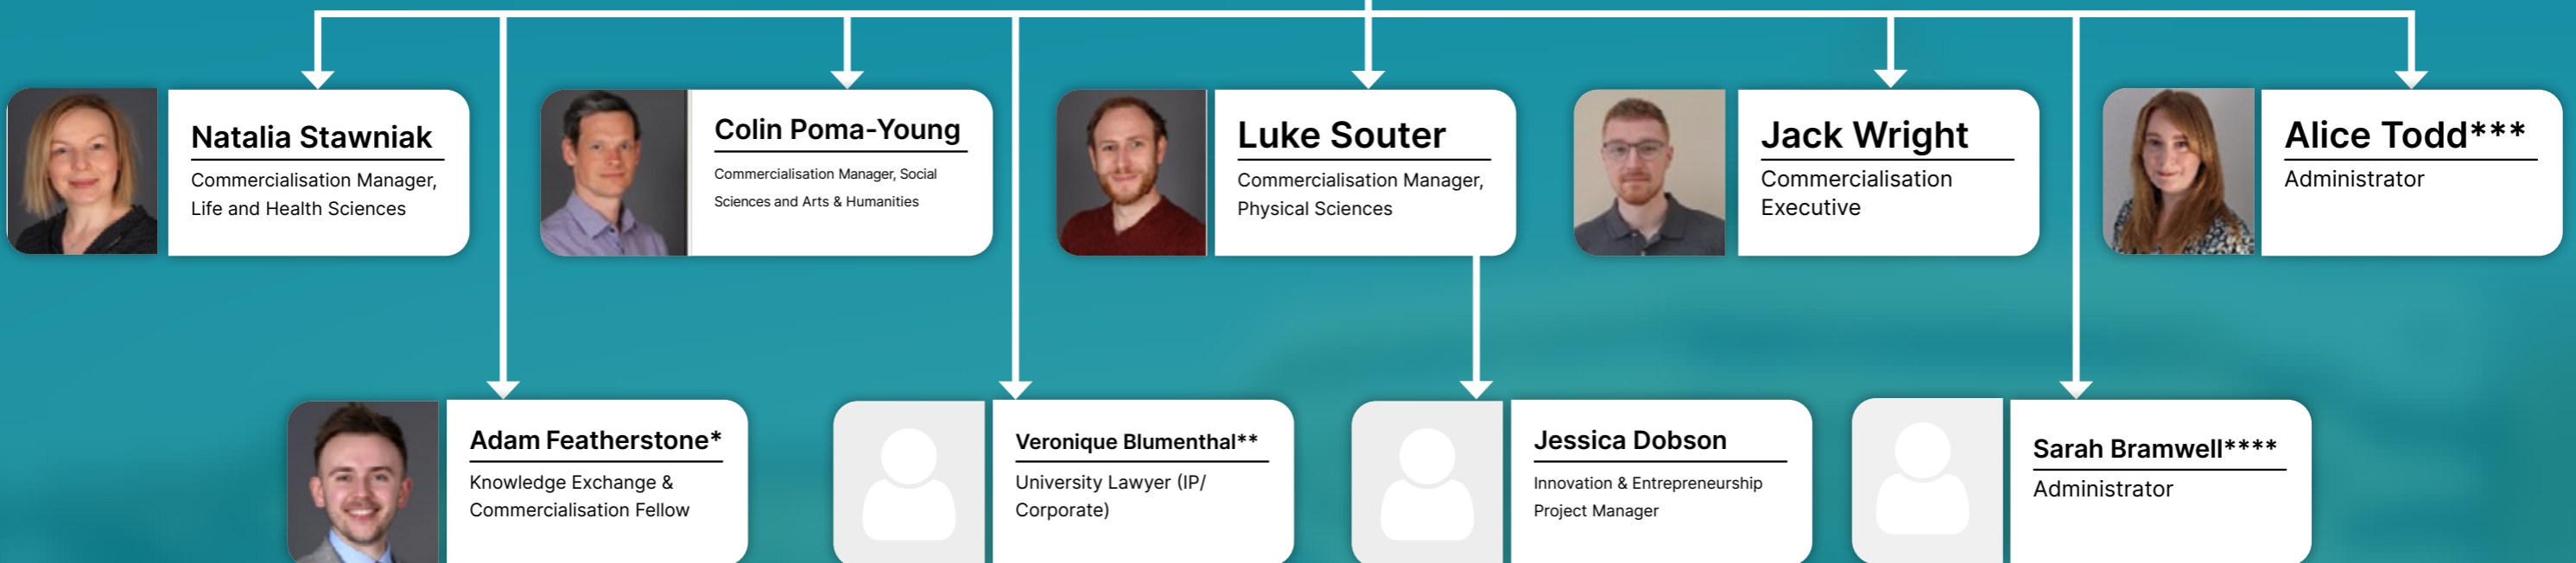 Natalia Stawniak
Commercialisation Manager,
Life and Health Sciences
Colin Poma-Young
Commercialisation Manager, Social
Sciences and Arts & Humanities
Luke Souter
Commercialisation Manager,
Physical Sciences
Jack Wright
Commercialisation
Executive
Alice Todd***
Administrator
Adam Featherstone*
Knowledge Exchange &
Commercialisation Fellow
Veronique Blumenthal**
University Lawyer (IP/
Corporate)
Jessica Dobson
Innovation & Entrepreneurship
Project Manager
Sarah Bramwell****
Administrator